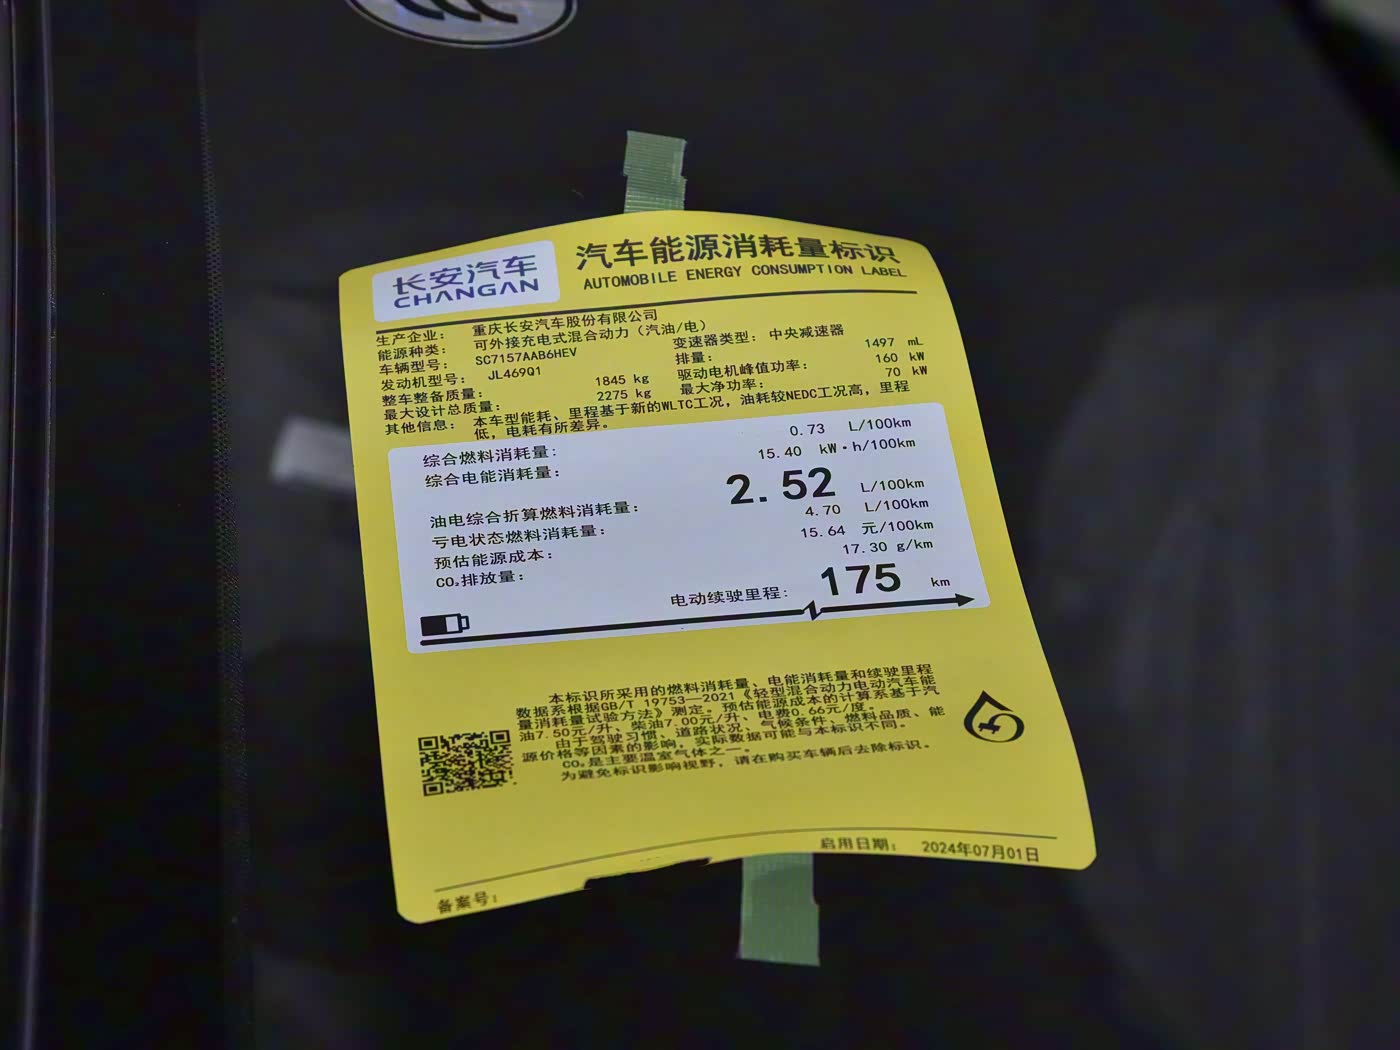 长安汽车
CHANGAN
汽车能源消耗量标识
AUTOMOBILE ENERGY CONSUMPTION LABEL
生产企业： 重庆长安汽车股份有限公司
能源种类： 可外接充电式混合动力（汽油/电）
车辆型号： SC7157AAB6HEV
发动机型号： JL469Q1
整车整备质量： 1845 kg
最大设计总质量： 2275 kg
变速器类型： 中央减速器
排量： 1497 mL
驱动电机峰值功率： 160 kW
最大净功率： 70 kW
其他信息： 本车型能耗、里程基于新的WLTC工况，油耗较NEDC工况高，里程
低，电耗有所差异。
综合燃料消耗量： 0.73 L/100km
综合电能消耗量： 15.40 kW·h/100km
油电综合折算燃料消耗量： 2.52 L/100km
亏电状态燃料消耗量： 4.70 L/100km
预估能源成本： 15.64 元/100km
CO₂排放量： 17.30 g/km
电动续驶里程： 175 km
本标识所采用的燃料消耗量、电能消耗量和续驶里程
数据系根据GB/T 19753—2021《轻型混合动力电动汽车能
量消耗量试验方法》测定。预估能源成本的计算系基于汽
油7.50元/升、柴油7.00元/升、电费0.66元/度。
由于驾驶习惯、道路状况、气候条件、燃料品质、能
源价格等因素的影响，实际数据可能与本标识不同。
CO₂是主要温室气体之一。
为避免标识影响视野，请在购买车辆后去除标识。
启用日期： 2024年07月01日
备案号：